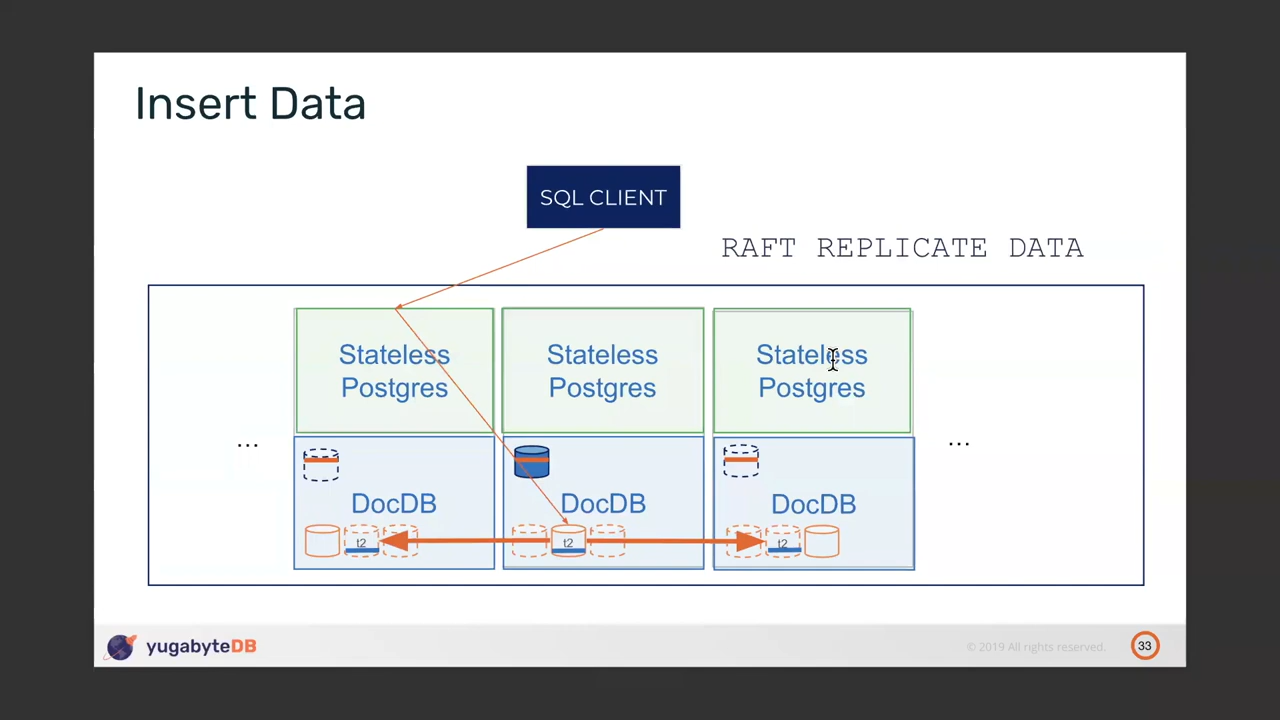 Insert Data
SQL CLIENT
RAFT REPLICATE DATA
Stateless
Postgres
Stateless
Postgres
Stateless
Postgres
...
...
DocDB
DocDB
DocDB
t2
t2
t2
yugabyteDB
© 2019 All rights reserved.
33